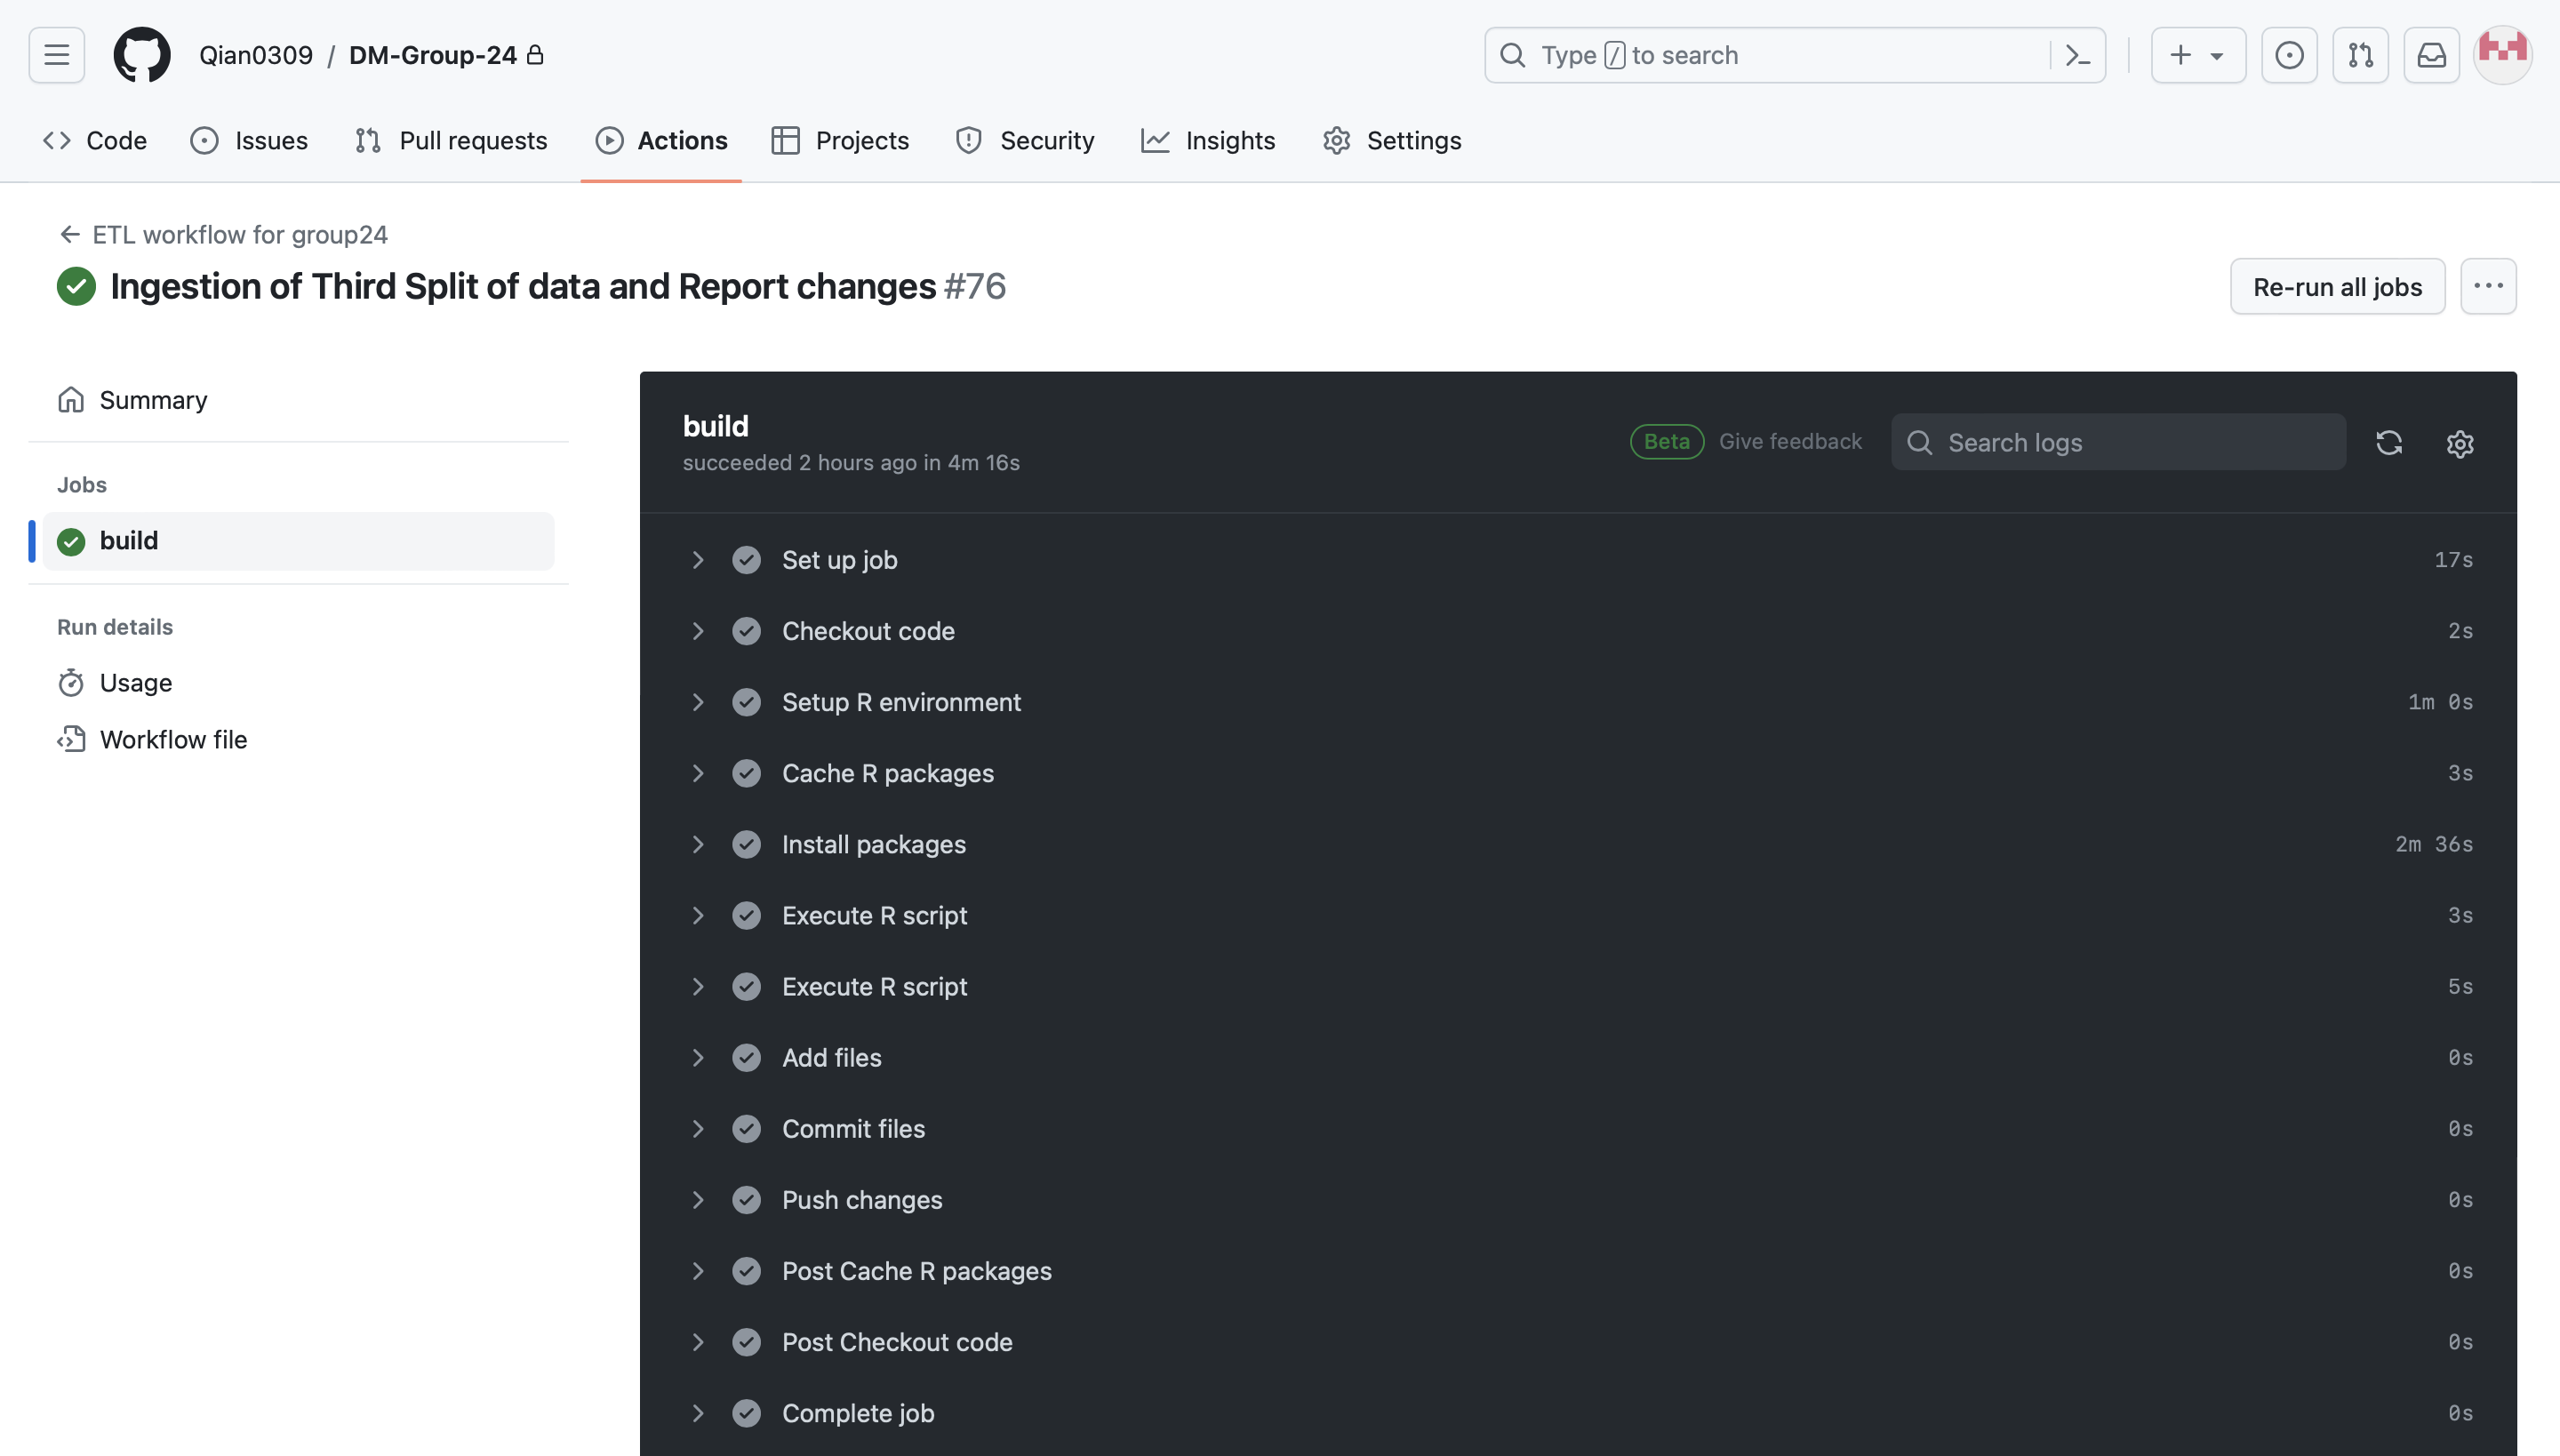 Qian0309 / DM-Group-24
Type / to search
Code Issues Pull requests Actions Projects Security Insights Settings
ETL workflow for group24
Ingestion of Third Split of data and Report changes #76
Re-run all jobs
Summary
Jobs
build
Run details
Usage
Workflow file
build
succeeded 2 hours ago in 4m 16s
Beta Give feedback
Search logs
Set up job 17s
Checkout code 2s
Setup R environment 1m 0s
Cache R packages 3s
Install packages 2m 36s
Execute R script 3s
Execute R script 5s
Add files 0s
Commit files 0s
Push changes 0s
Post Cache R packages 0s
Post Checkout code 0s
Complete job 0s